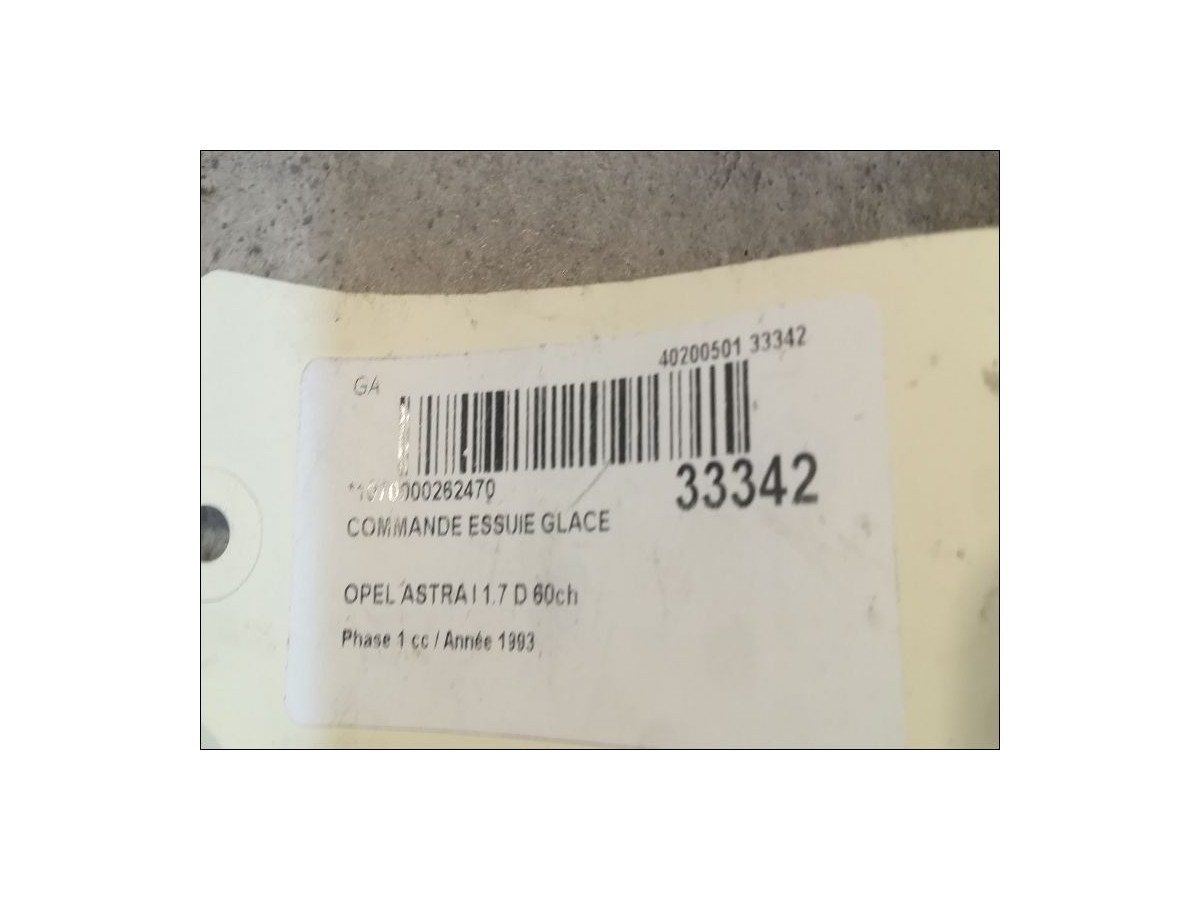 40200501 33342
GA
33342
COMMANDE ESSUIE GLACE
OPEL ASTRA I 1.7 D 60ch
Phase 1 cc / Année 1993